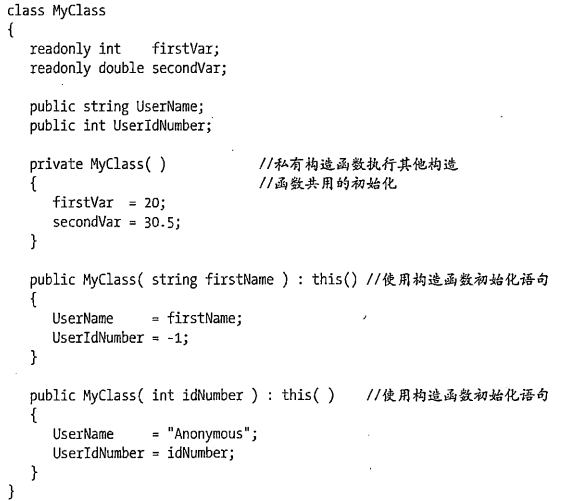 class MyClass
{
   readonly int    firstVar;
   readonly double secondVar;

   public string UserName;
   public int UserIdNumber;

   private MyClass( )            //私有构造函数执行其他构造
   {                             //函数共用的初始化
      firstVar  = 20;
      secondVar = 30.5;
   }

   public MyClass( string firstName ) : this() //使用构造函数初始化语句
   {
      UserName     = firstName;
      UserIdNumber = -1;
   }

   public MyClass( int idNumber ) : this( )    //使用构造函数初始化语句
   {
      UserName     = "Anonymous";
      UserIdNumber = idNumber;
   }
}